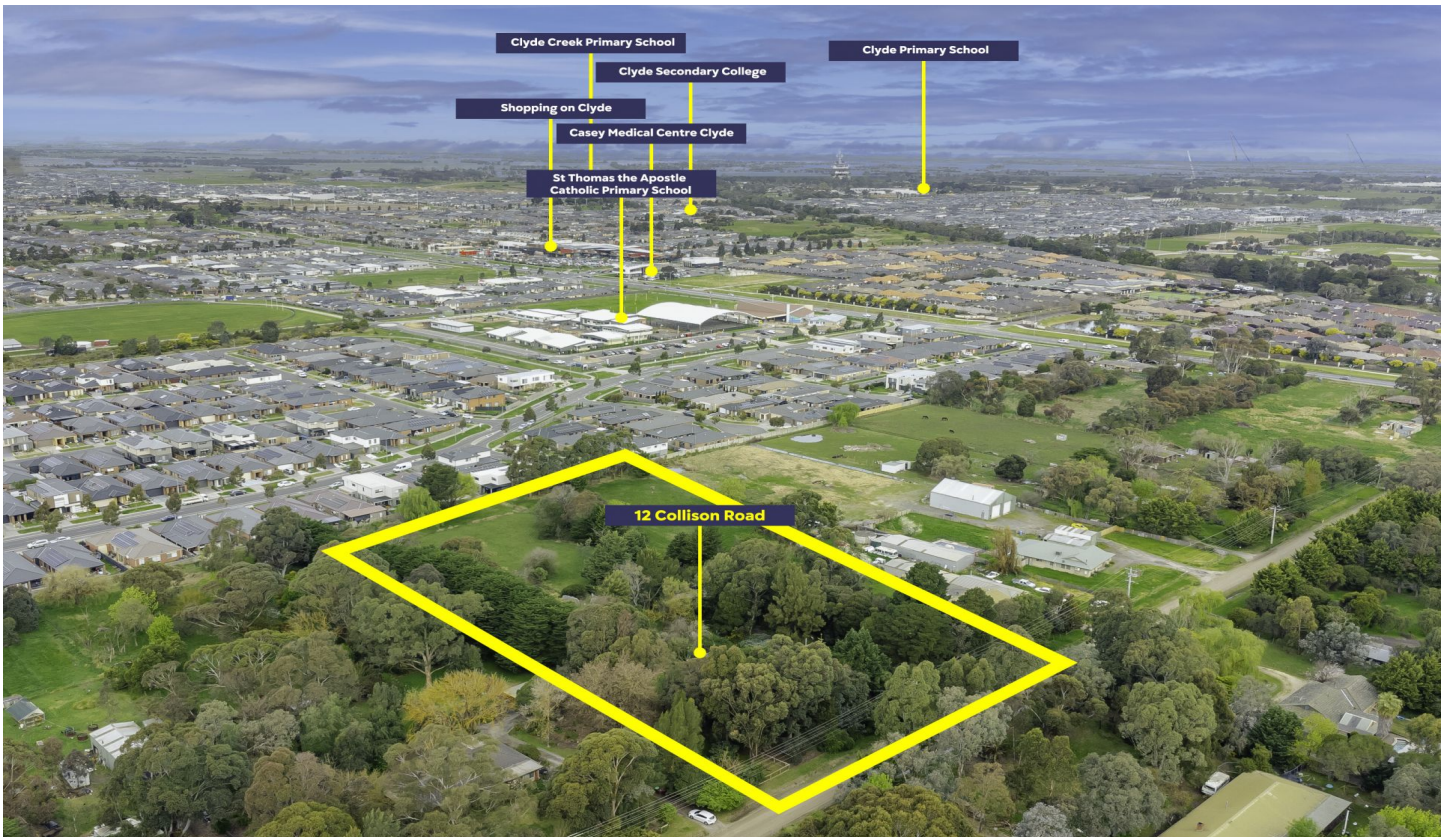 Clyde Creek Primary School
Clyde Primary School
Clyde Secondary College
Shopping on Clyde
Casey Medical Centre Clyde
St Thomas the Apostle
Catholic Primary School
12 Collison Road